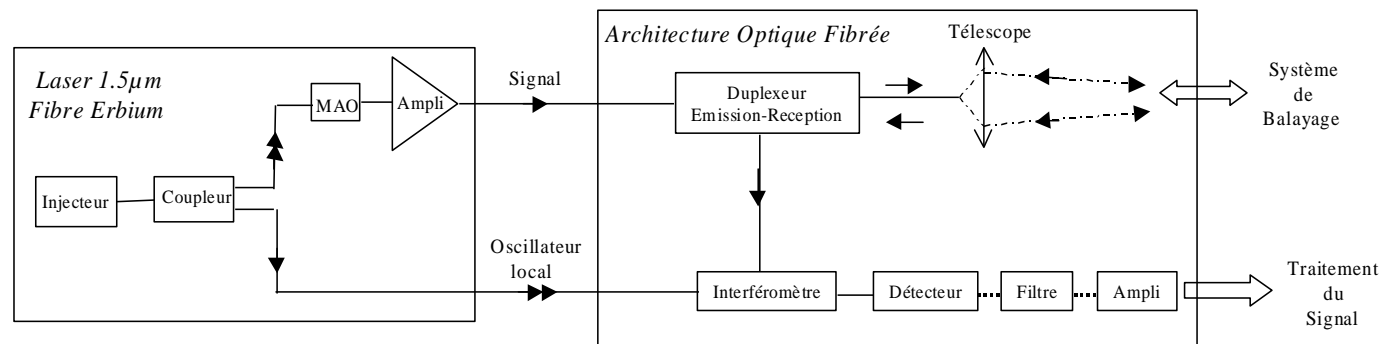 Laser 1.5µm
Fibre Erbium
Injecteur
Coupleur
MAO
Ampli
Signal
Oscillateur
local
Architecture Optique Fibrée
Duplexeur
Emission-Reception
Télescope
Système
de
Balayage
Interféromètre
Détecteur
Filtre
Ampli
Traitement
du
Signal